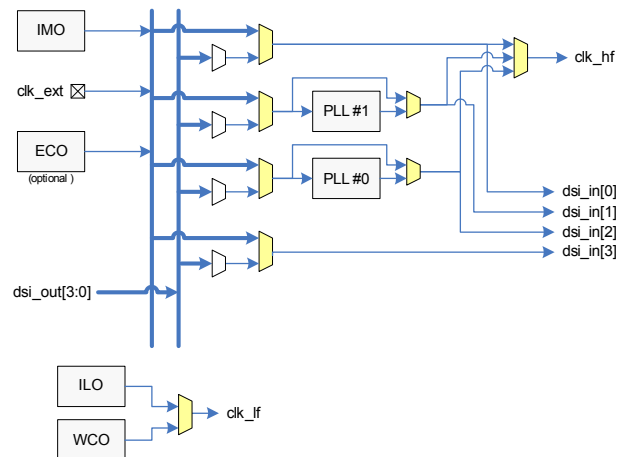 IMO
clk_hf
clk_ext
PLL #1
ECO
(optional )
PLL #0
dsi_in[0]
dsi_in[1]
dsi_in[2]
dsi_in[3]
dsi_out[3:0]
ILO
clk_lf
WCO